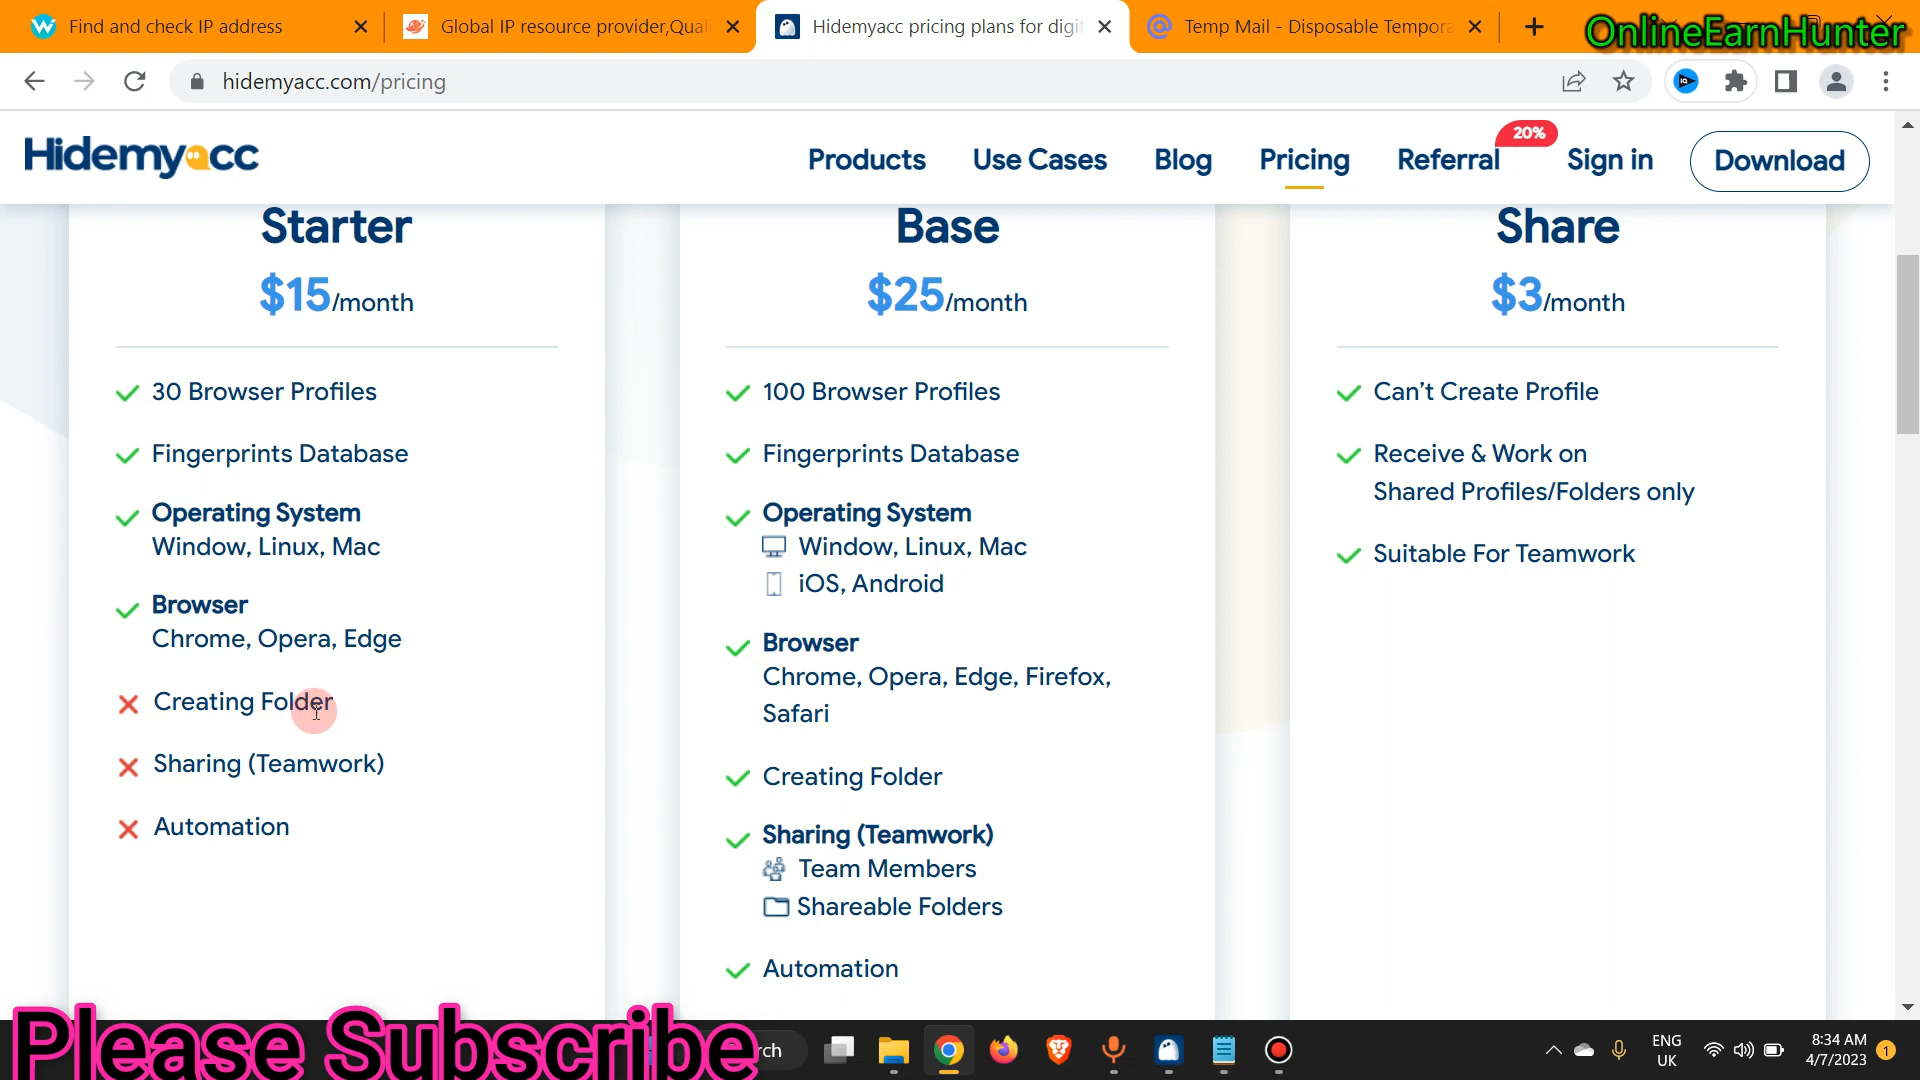 Find and check IP address
Global IP resource provider,Quali
Hidemyacc pricing plans for digit
Temp Mail - Disposable Tempora
OnlineEarnHunter
hidemyacc.com/pricing
Hidemyacc
Products
Use Cases
Blog
Pricing
Referral
20%
Sign in
Download
Starter
$15/month
30 Browser Profiles
Fingerprints Database
Operating System
Window, Linux, Mac
Browser
Chrome, Opera, Edge
Creating Folder
Sharing (Teamwork)
Automation
Base
$25/month
100 Browser Profiles
Fingerprints Database
Operating System
Window, Linux, Mac
iOS, Android
Browser
Chrome, Opera, Edge, Firefox,
Safari
Creating Folder
Sharing (Teamwork)
Team Members
Shareable Folders
Automation
Share
$3/month
Can't Create Profile
Receive & Work on
Shared Profiles/Folders only
Suitable For Teamwork
Please Subscribe
rch
ENG
UK
8:34 AM
4/7/2023
1